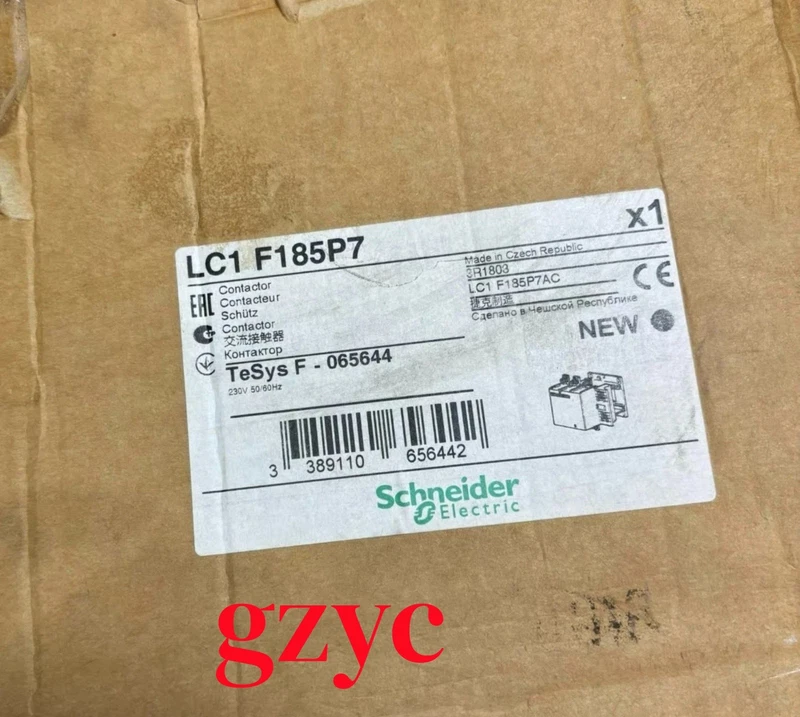 x1
LC1 F185P7
Made in Czech Republic
3R1803
LC1 F185P7AC
捷克制造
Сделано в Чешской Республике
CE
EAC
Contactor
Contacteur
Schütz
Contactor
交流接触器
Контактор
NEW
TeSys F - 065644
230V 50/60Hz
3 389110 656442
Schneider
Electric
gzyc